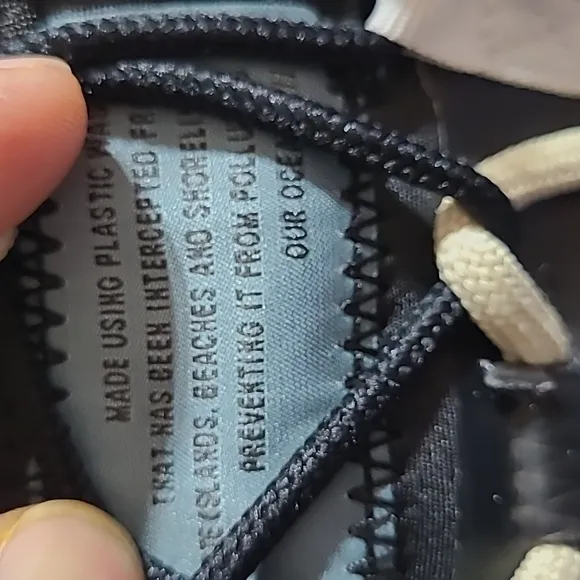 MADE USING PLASTIC
THAT HAS BEEN INTERCEPTED
ISLANDS, BEACHES AND
PREVENTING IT FROM
OUR